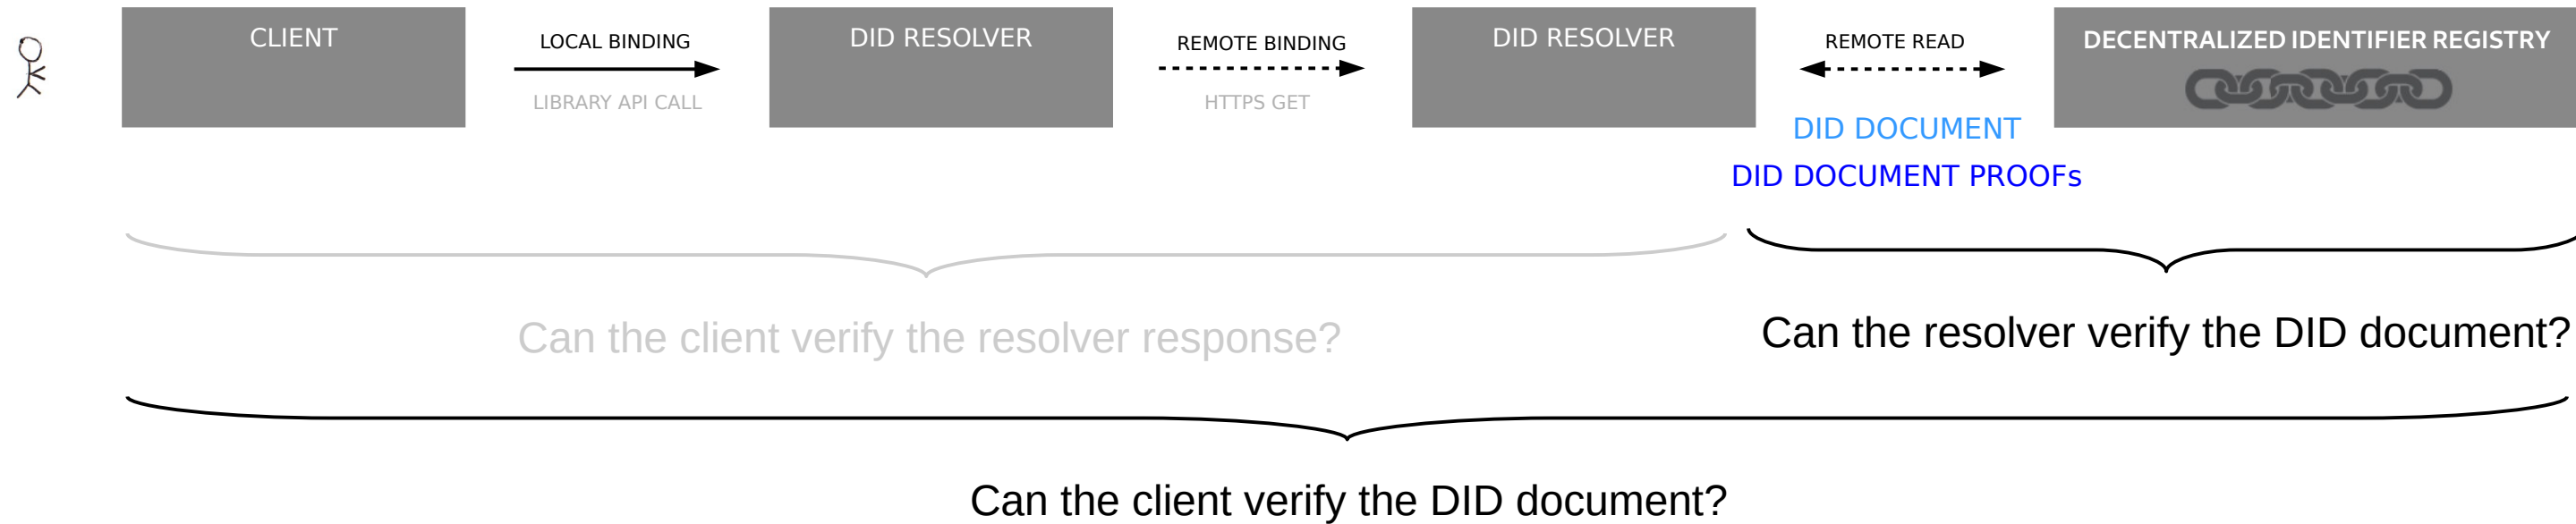 CLIENT
LOCAL BINDING
LIBRARY API CALL
DID RESOLVER
REMOTE BINDING
HTTPS GET
DID RESOLVER
REMOTE READ
DID DOCUMENT
DID DOCUMENT PROOFs
DECENTRALIZED IDENTIFIER REGISTRY
Can the client verify the resolver response?
Can the resolver verify the DID document?
Can the client verify the DID document?